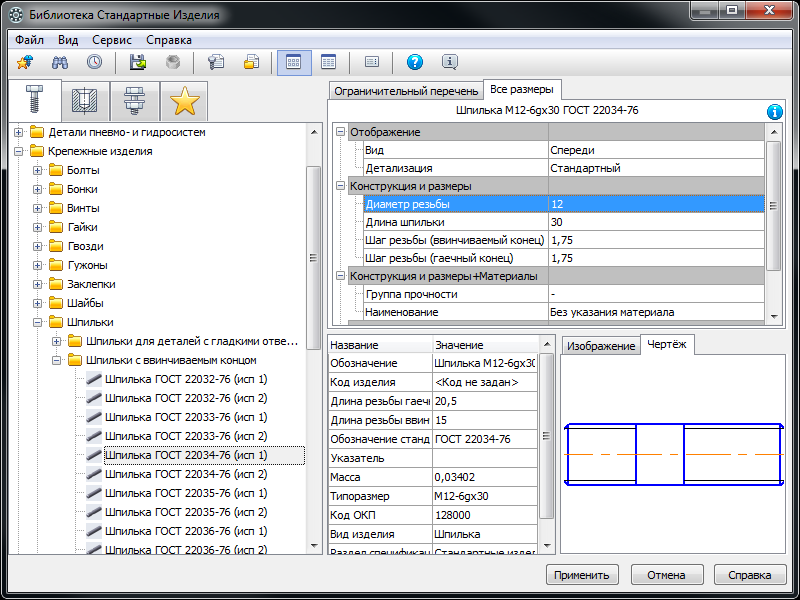 Библиотека Стандартные Изделия
Файл Вид Сервис Справка
Детали пневмо- и гидросистем
Крепежные изделия
Болты
Бонки
Винты
Гайки
Гвозди
Гужоны
Заклепки
Шайбы
Шпильки
Шпильки для деталей с гладкими отве...
Шпильки с ввинчиваемым концом
Шпилька ГОСТ 22032-76 (исп 1)
Шпилька ГОСТ 22032-76 (исп 2)
Шпилька ГОСТ 22033-76 (исп 1)
Шпилька ГОСТ 22033-76 (исп 2)
Шпилька ГОСТ 22034-76 (исп 1)
Шпилька ГОСТ 22034-76 (исп 2)
Шпилька ГОСТ 22035-76 (исп 1)
Шпилька ГОСТ 22035-76 (исп 2)
Шпилька ГОСТ 22036-76 (исп 1)
Шпилька ГОСТ 22036-76 (исп 2)
Ограничительный перечень Все размеры
Шпилька М12-6gх30 ГОСТ 22034-76
Отображение
Вид Спереди
Детализация Стандартный
Конструкция и размеры
Диаметр резьбы 12
Длина шпильки 30
Шаг резьбы (ввинчиваемый конец) 1,75
Шаг резьбы (гаечный конец) 1,75
Конструкция и размеры+Материалы
Группа прочности -
Наименование Без указания материала
Название Значение
Обозначение Шпилька М12-6gх30
Код изделия <Код не задан>
Длина резьбы гаечн 20,5
Длина резьбы ввин 15
Обозначение станд ГОСТ 22034-76
Указатель
Масса 0,03402
Типоразмер М12-6gх30
Код ОКП 128000
Вид изделия Шпилька
Раздел спецификац Стандартные издел
Изображение Чертёж
Применить Отмена Справка